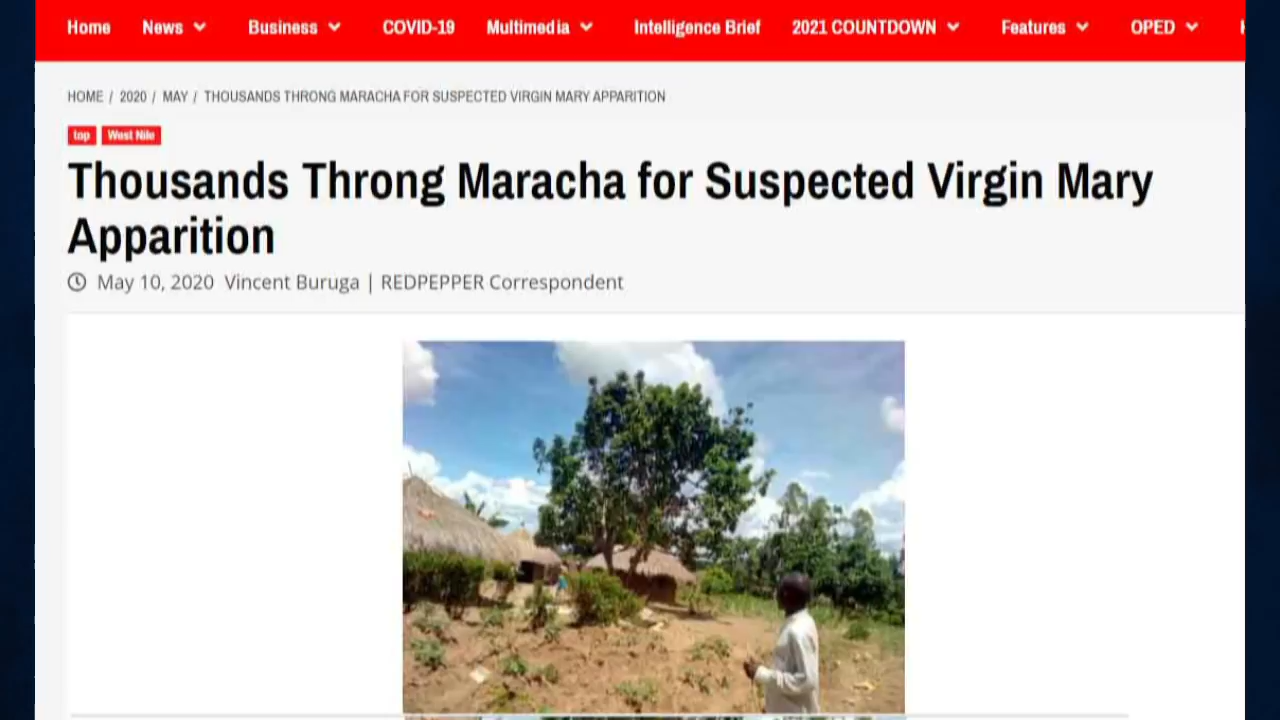 Home News Business COVID-19 Multimedia Intelligence Brief 2021 COUNTDOWN Features OPED
HOME / 2020 / MAY / THOUSANDS THRONG MARACHA FOR SUSPECTED VIRGIN MARY APPARITION
top West Nile
Thousands Throng Maracha for Suspected Virgin Mary
Apparition
May 10, 2020 Vincent Buruga | REDPEPPER Correspondent